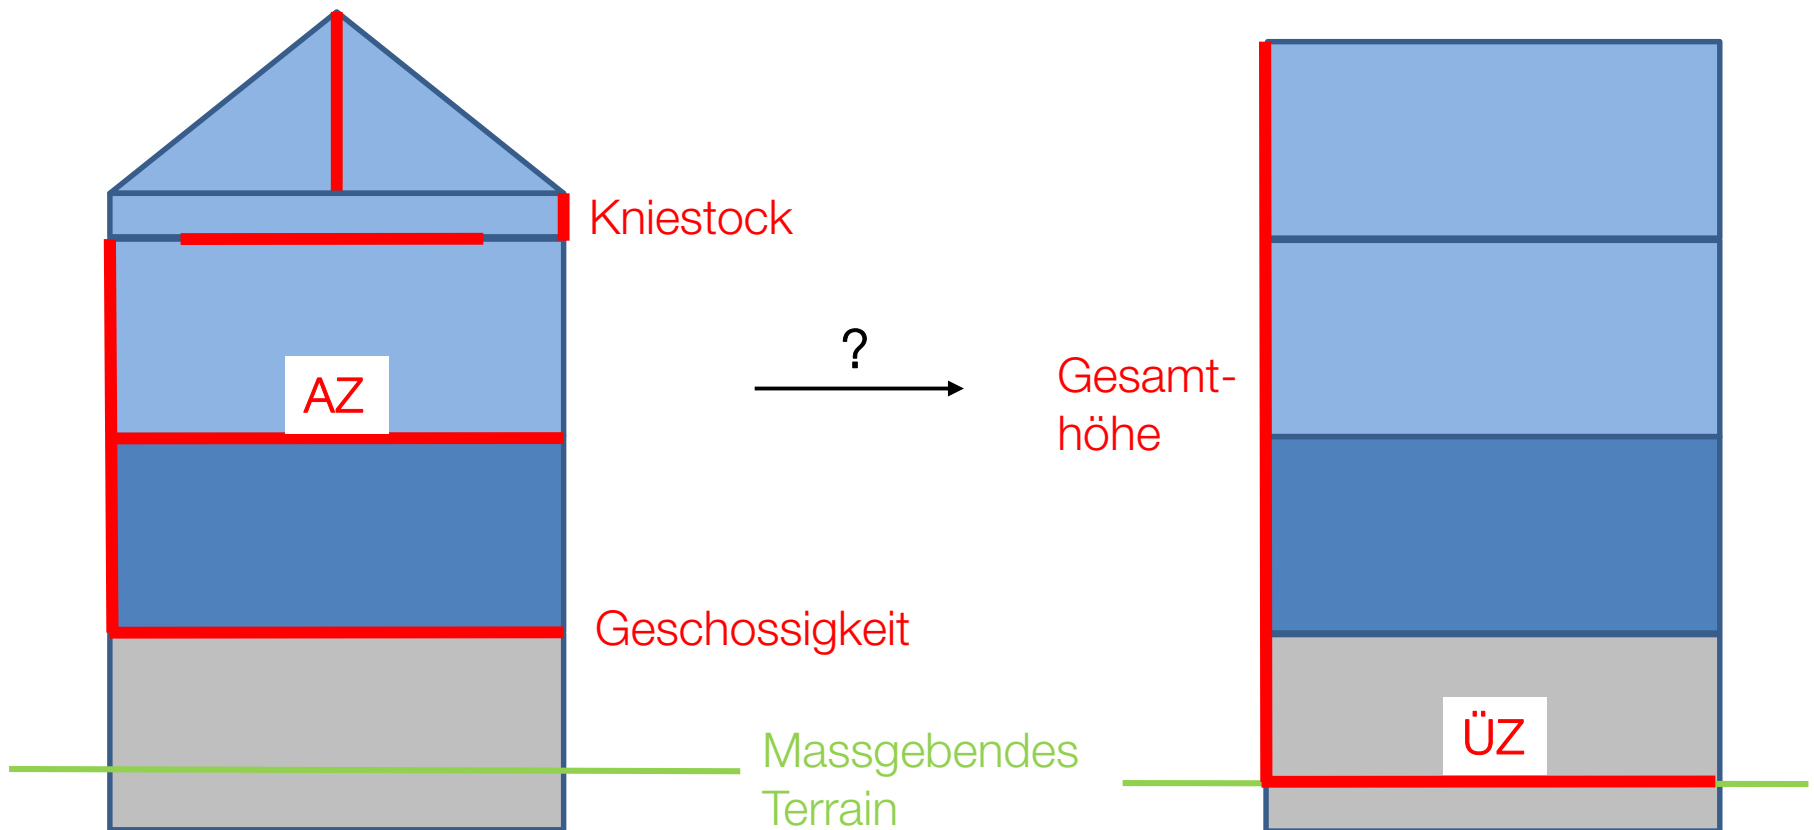 Kniestock
AZ
?
Gesamt-
höhe
Geschossigkeit
ÜZ
Massgebendes
Terrain